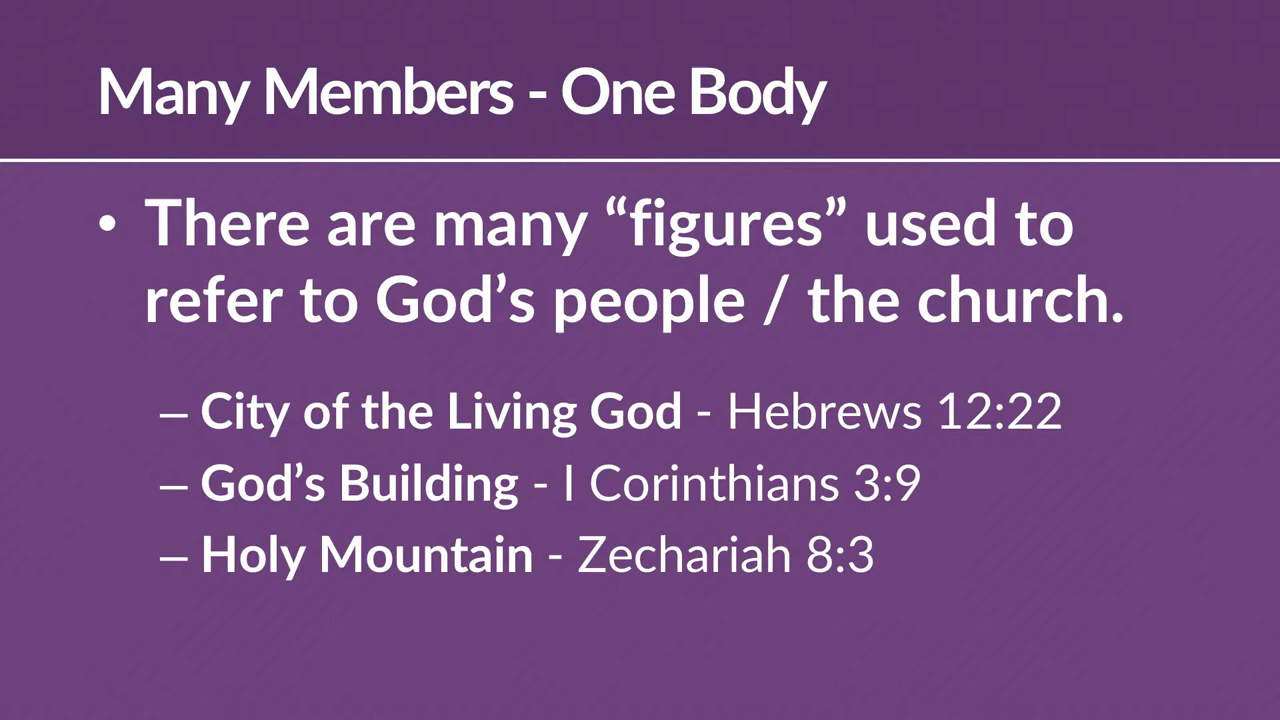 Many Members - One Body
• There are many “figures” used to
refer to God’s people / the church.
– City of the Living God - Hebrews 12:22
– God’s Building - I Corinthians 3:9
– Holy Mountain - Zechariah 8:3